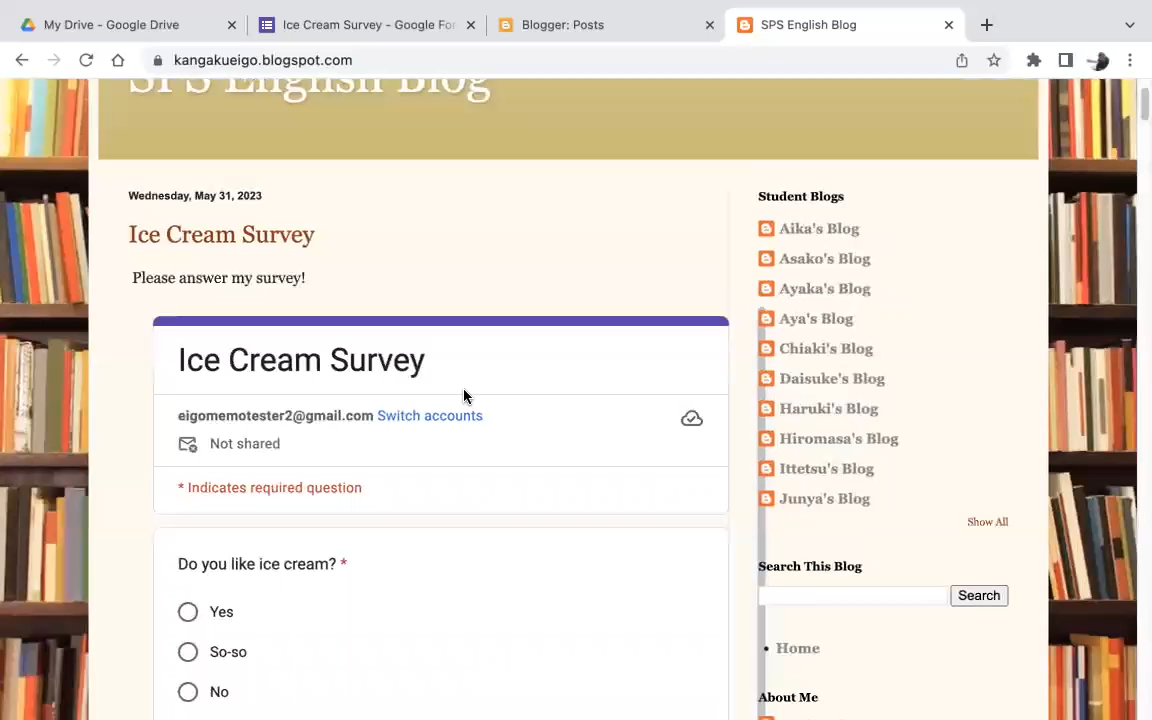 My Drive - Google Drive
Ice Cream Survey - Google For
Blogger: Posts
SPS English Blog
kangakueigo.blogspot.com
SPS English Blog
Wednesday, May 31, 2023
Ice Cream Survey
Please answer my survey!
Ice Cream Survey
eigomemotester2@gmail.com Switch accounts
Not shared
* Indicates required question
Do you like ice cream? *
Yes
So-so
No
Student Blogs
Aika's Blog
Asako's Blog
Ayaka's Blog
Aya's Blog
Chiaki's Blog
Daisuke's Blog
Haruki's Blog
Hiromasa's Blog
Ittetsu's Blog
Junya's Blog
Show All
Search This Blog
Search
Home
About Me